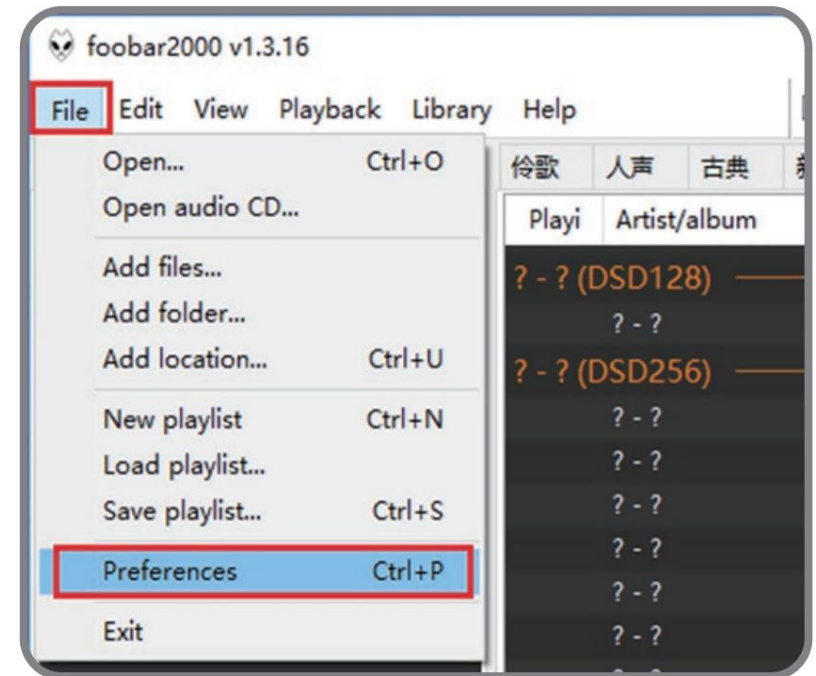 foobar2000 v1.3.16
File Edit View Playback Library Help
Open... Ctrl+O
Open audio CD...
Add files...
Add folder...
Add location... Ctrl+U
New playlist Ctrl+N
Load playlist...
Save playlist... Ctrl+S
Preferences Ctrl+P
Exit
伶歌 人声 古典
Playi Artist/album
? - ? (DSD128)
? - ?
? - ? (DSD256)
? - ?
? - ?
? - ?
? - ?
? - ?
? - ?